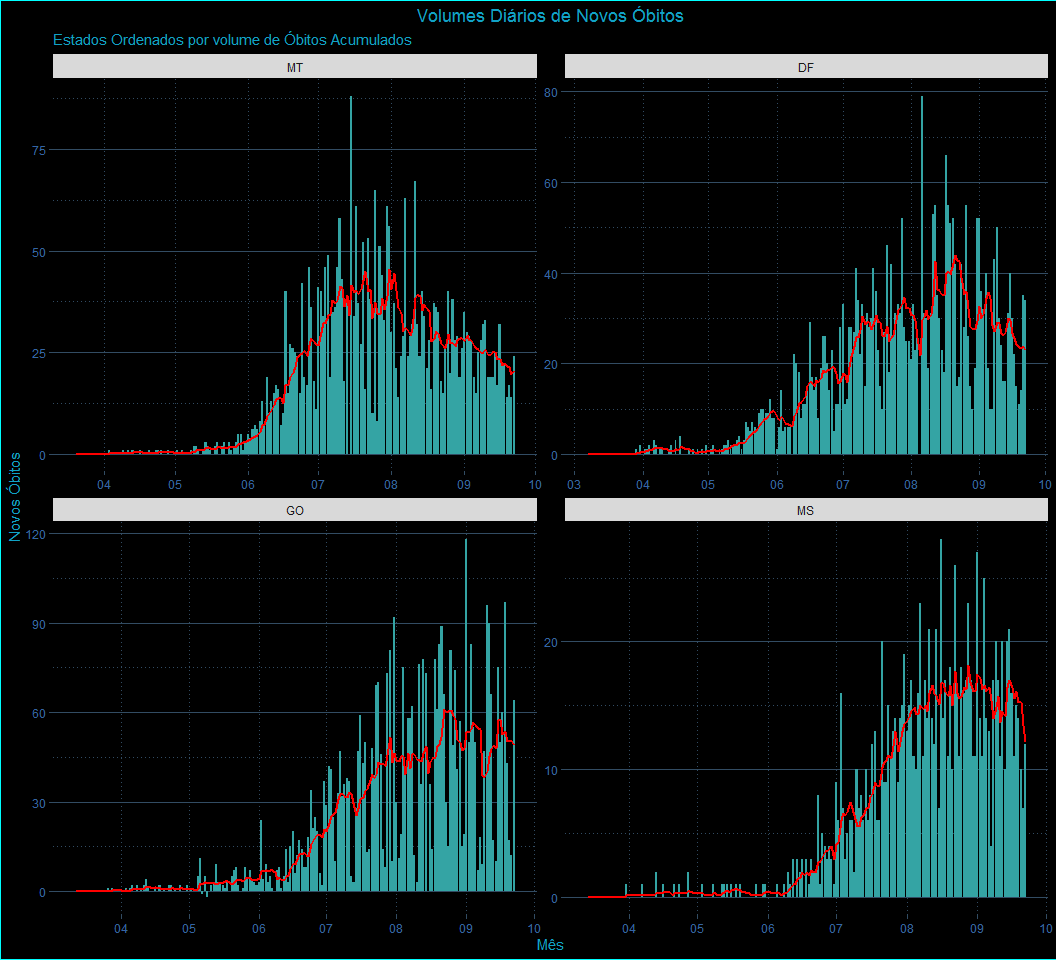 Volumes Diários de Novos Óbitos
Estados Ordenados por volume de Óbitos Acumulados
MT
75
50
25
0
04 05 06 07 08 09 10
DF
80
60
40
20
0
03 04 05 06 07 08 09 10
Novos Óbitos
GO
120
90
60
30
0
04 05 06 07 08 09 10
MS
20
10
0
04 05 06 07 08 09 10
Mês